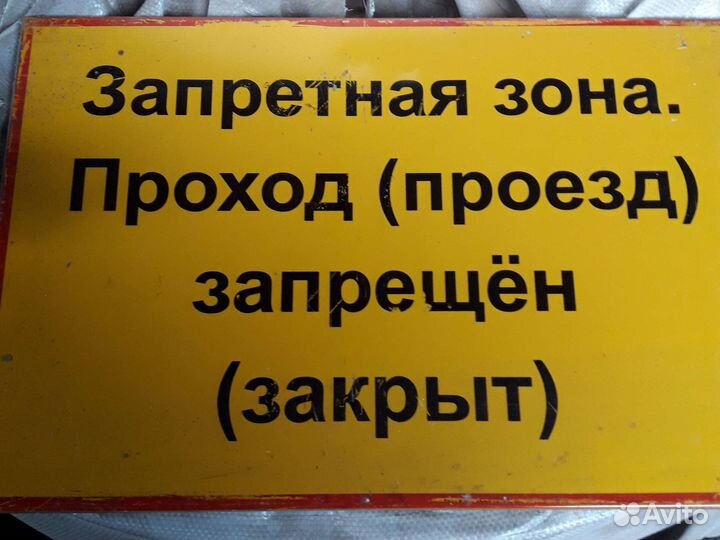 Запретная зона.
Проход (проезд)
запрещён
(закрыт)
Avito